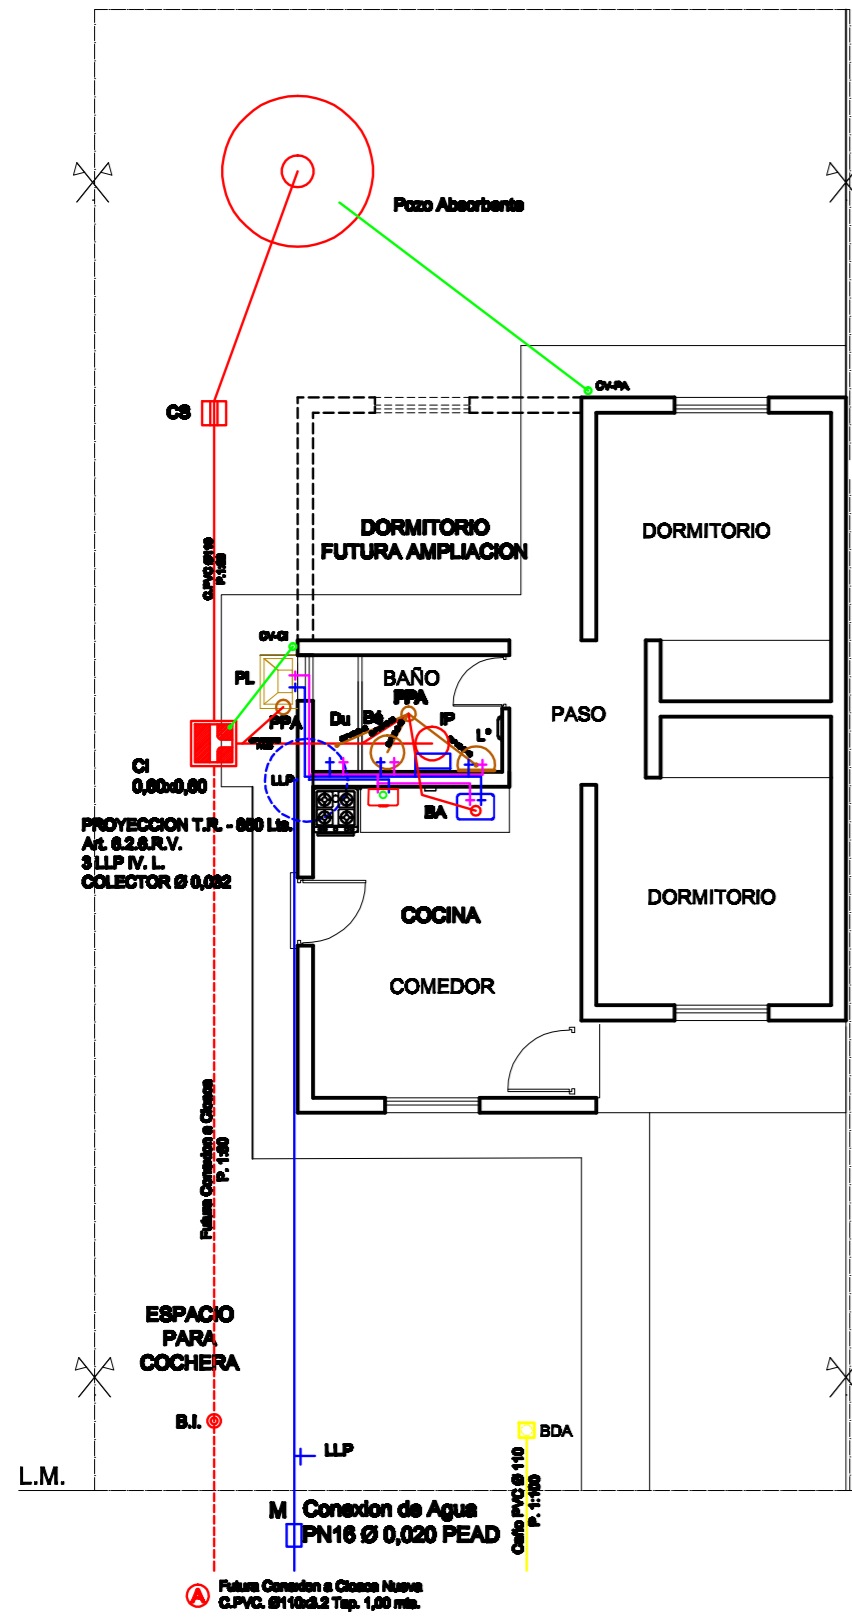 Pozo Absorbente
CV-PA
CS
C.PVC Ø110
DORMITORIO
FUTURA AMPLIACION
DORMITORIO
CV-CI
PL
BAÑO
PPA
PPA
Du
Bé
IP
L°
PASO
CI
0,60x0,60
LLP
BA
PROYECCION T.R. - 850 Lts.
Art. 6.2.6.R.V.
3 LLP IV. L.
COLECTOR Ø 0,032
DORMITORIO
COCINA
COMEDOR
Futura Conexion a Cloaca
P. 1:60
ESPACIO
PARA
COCHERA
B.I.
LLP
BDA
Caño PVC Ø 110
P. 1:100
L.M.
M
Conexion de Agua
PN16 Ø 0,020 PEAD
A
Futura Conexion a Cloaca Nueva
C.PVC. Ø110x3.2 Tap. 1,00 mts.